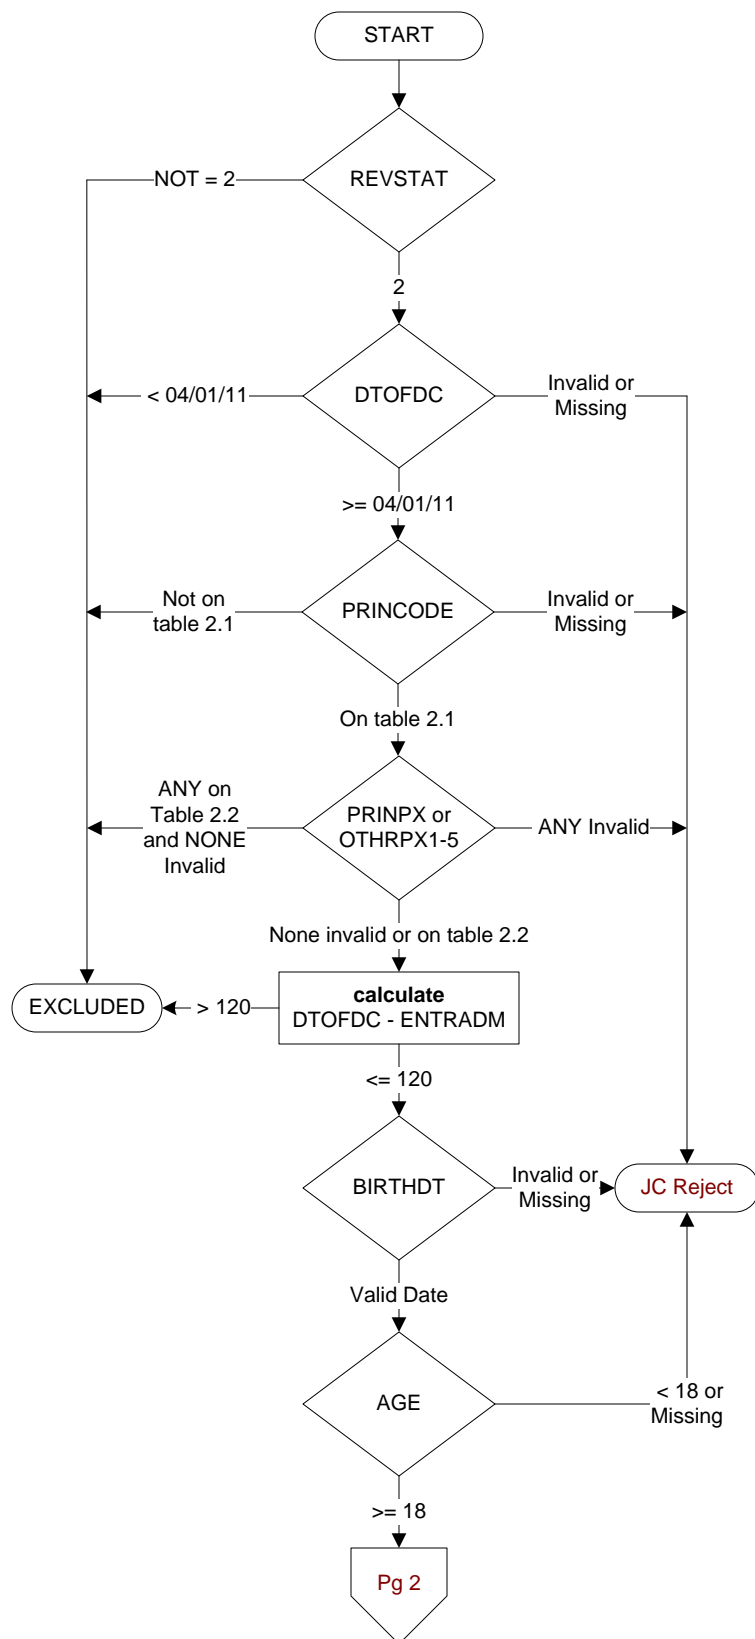 START
REVSTAT
NOT = 2
2
DTOFDC
< 04/01/11
Invalid or
Missing
>= 04/01/11
PRINCODE
Not on
table 2.1
Invalid or
Missing
On table 2.1
PRINPX or
OTHRPX1-5
ANY on
Table 2.2
and NONE
Invalid
ANY Invalid
None invalid or on table 2.2
calculate
DTOFDC - ENTRADM
> 120
EXCLUDED
<= 120
BIRTHDT
Invalid or
Missing
JC Reject
Valid Date
AGE
< 18 or
Missing
>= 18
Pg 2